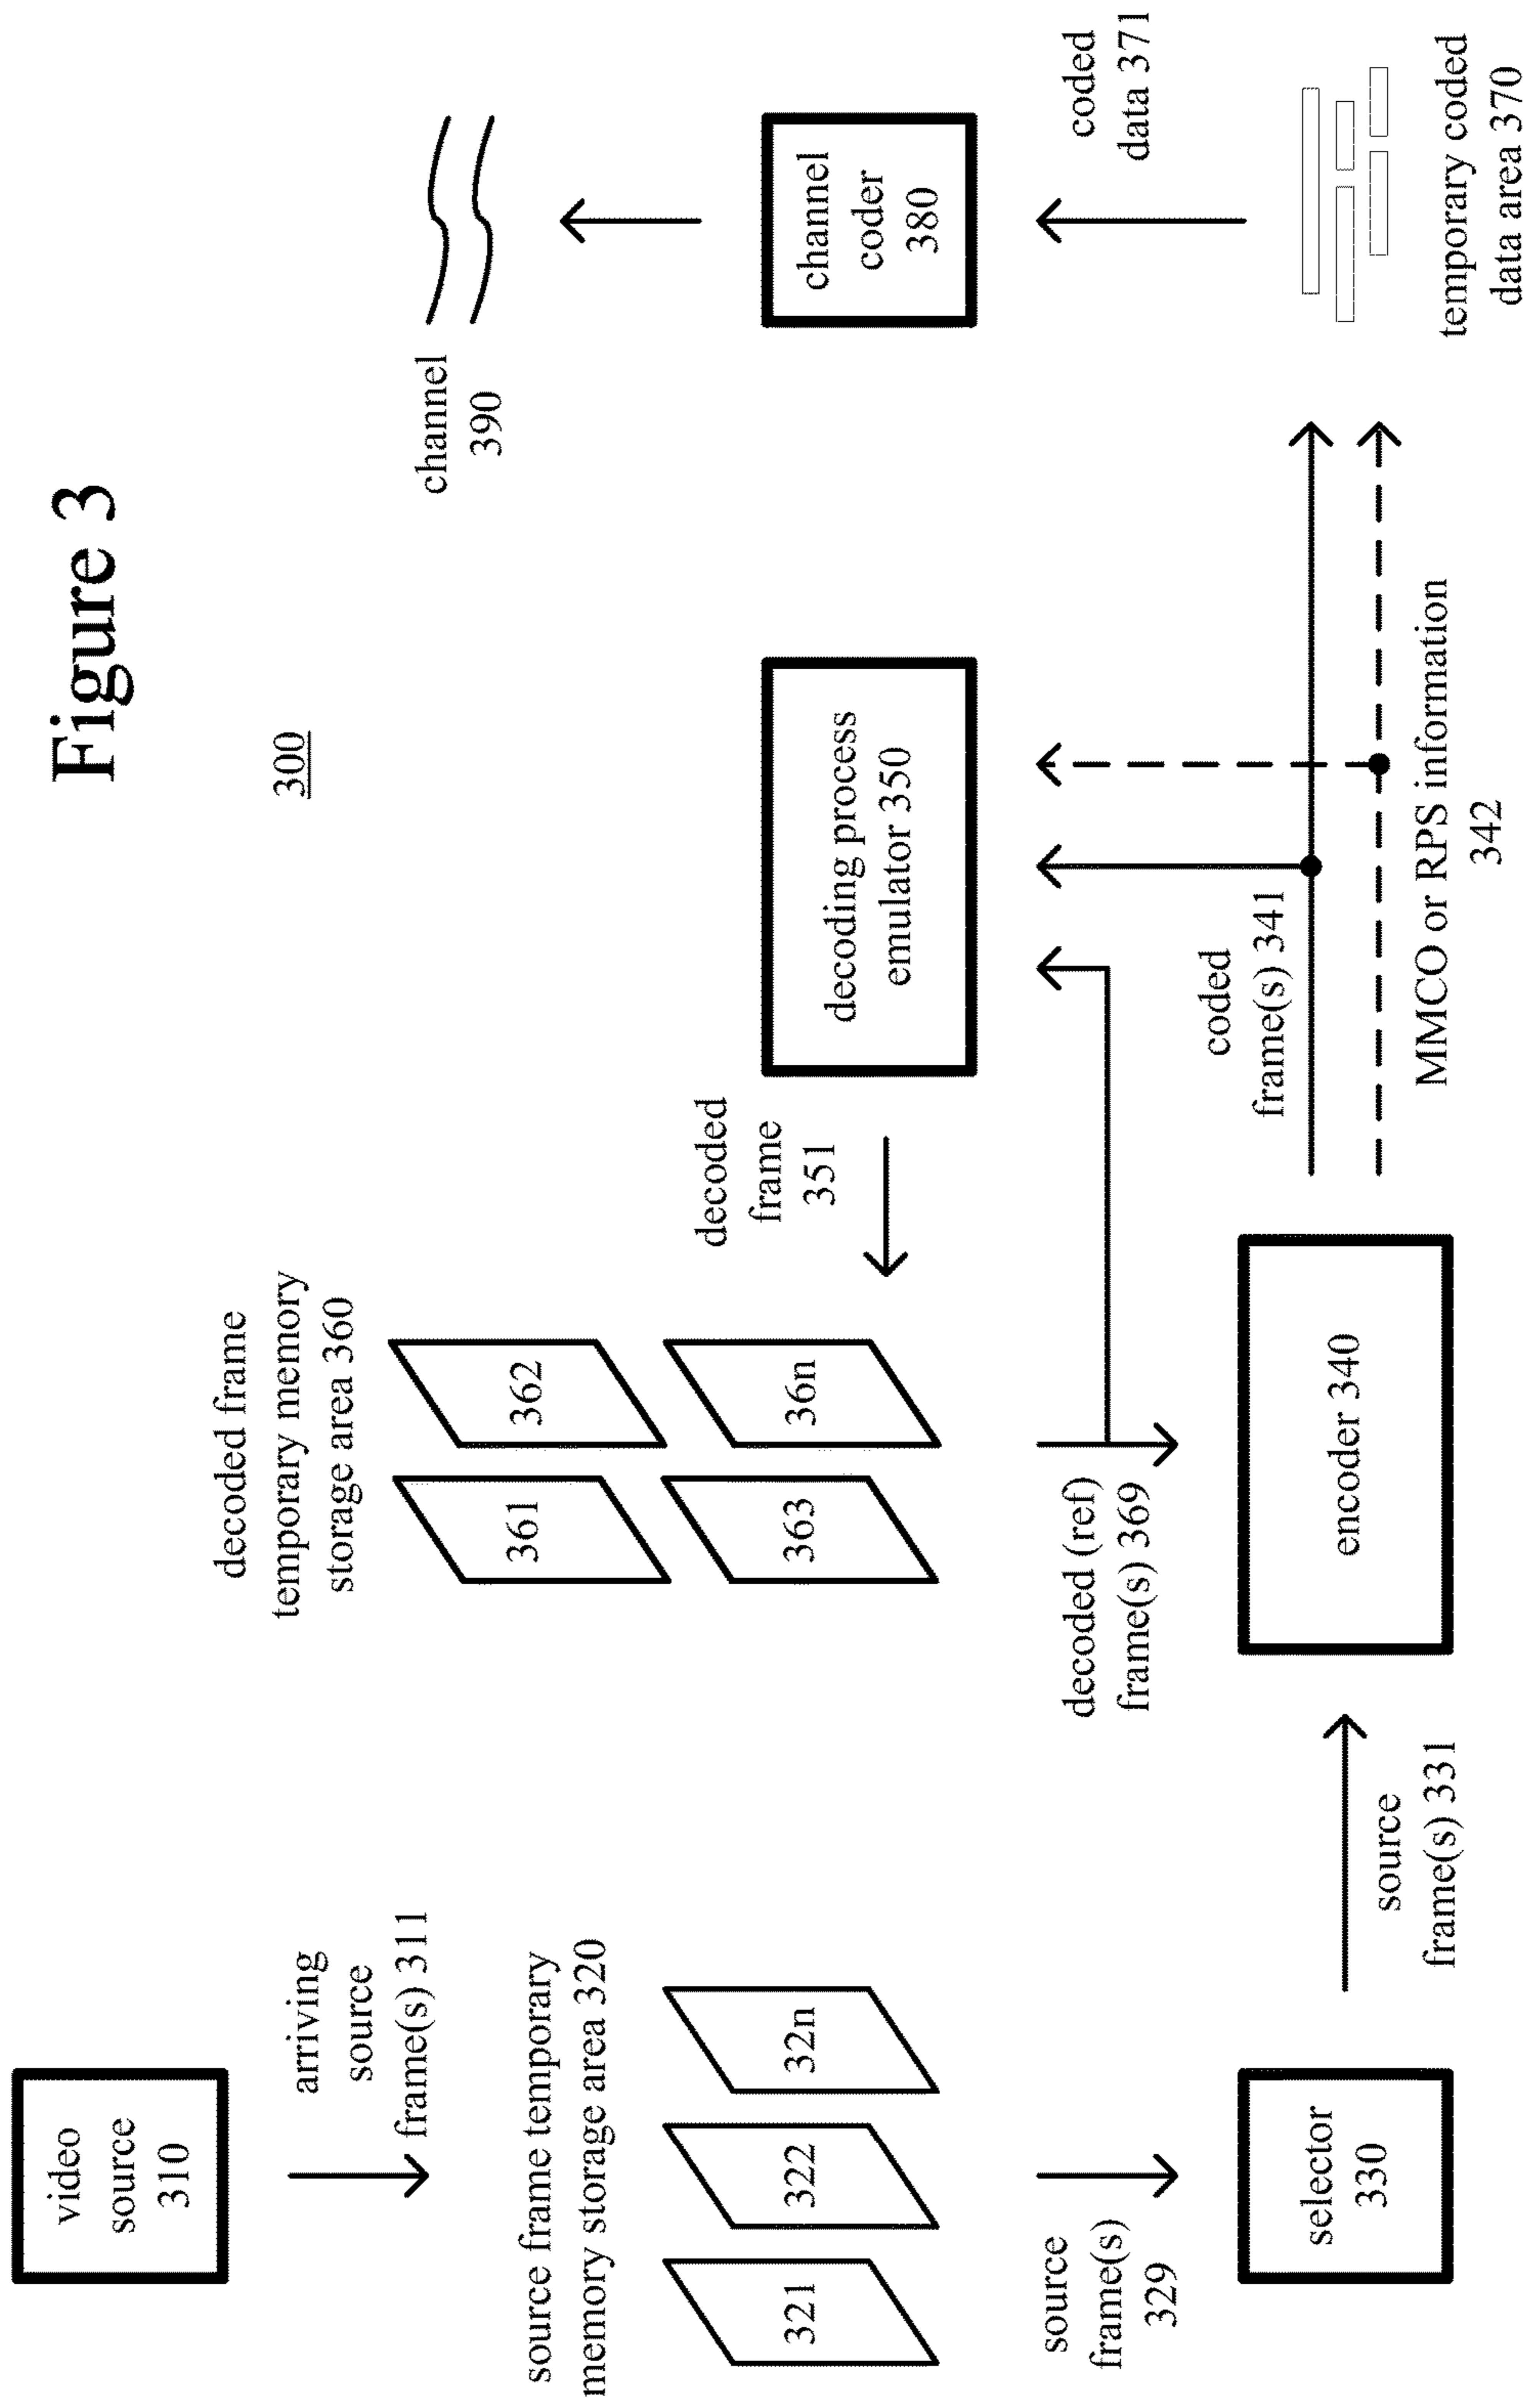 Figure 3
300
video
source
310
arriving
source
frame(s) 311
source frame temporary
memory storage area 320
321
322
32n
source
frame(s)
329
selector
330
source
frame(s) 331
decoded frame
temporary memory
storage area 360
361
362
363
36n
decoded (ref)
frame(s) 369
encoder 340
decoded
frame
351
decoding process
emulator 350
coded
frame(s) 341
MMCO or RPS information
342
channel
390
channel
coder
380
coded
data 371
temporary coded
data area 370